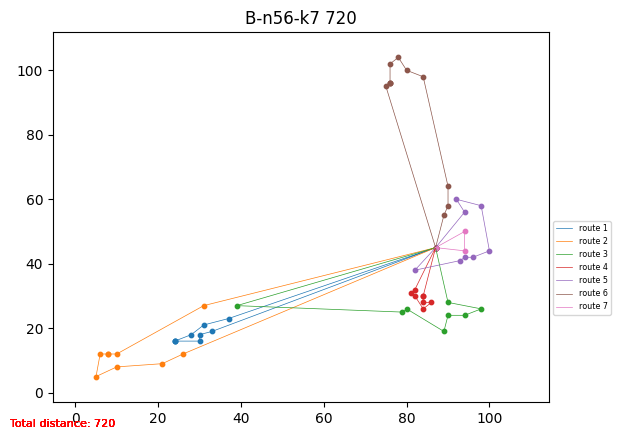 B-n56-k7 720
100
80
60
40
20
0
0 20 40 60 80 100
route 1
route 2
route 3
route 4
route 5
route 6
route 7
Total distance: 720